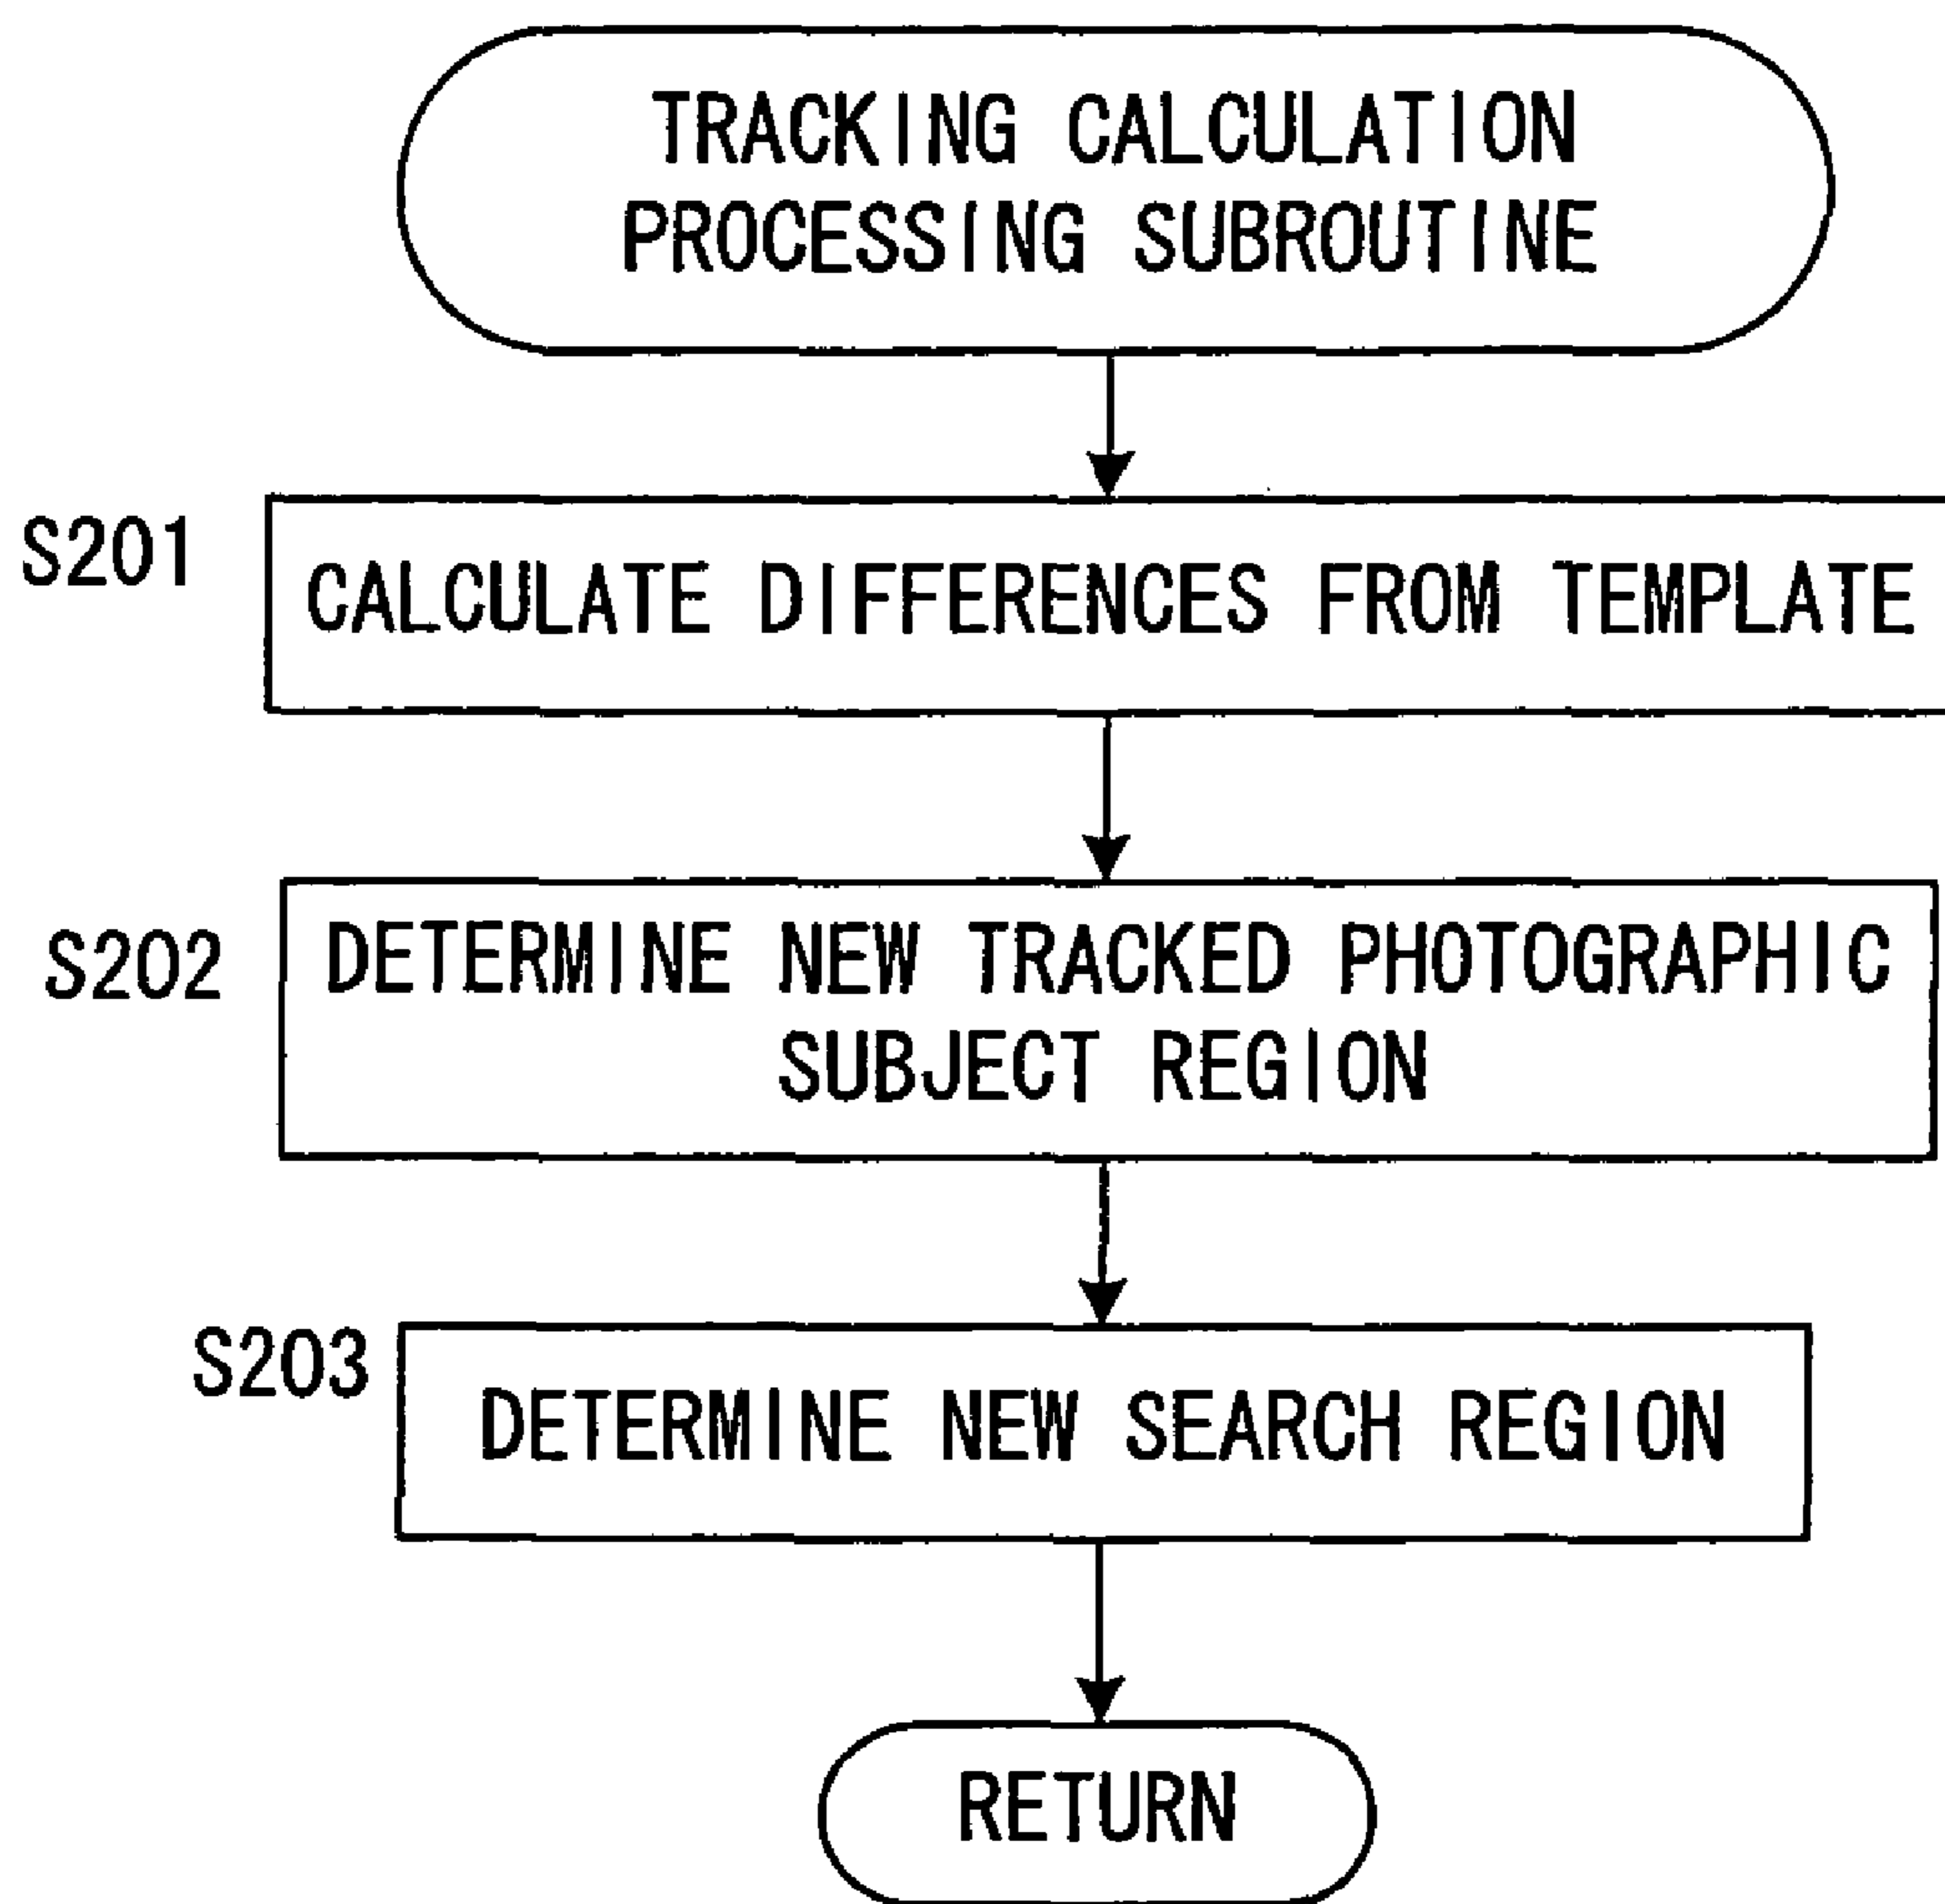 TRACKING CALCULATION
PROCESSING SUBROUTINE
S201
CALCULATE DIFFERENCES FROM TEMPLATE
S202
DETERMINE NEW TRACKED PHOTOGRAPHIC
SUBJECT REGION
S203
DETERMINE NEW SEARCH REGION
RETURN